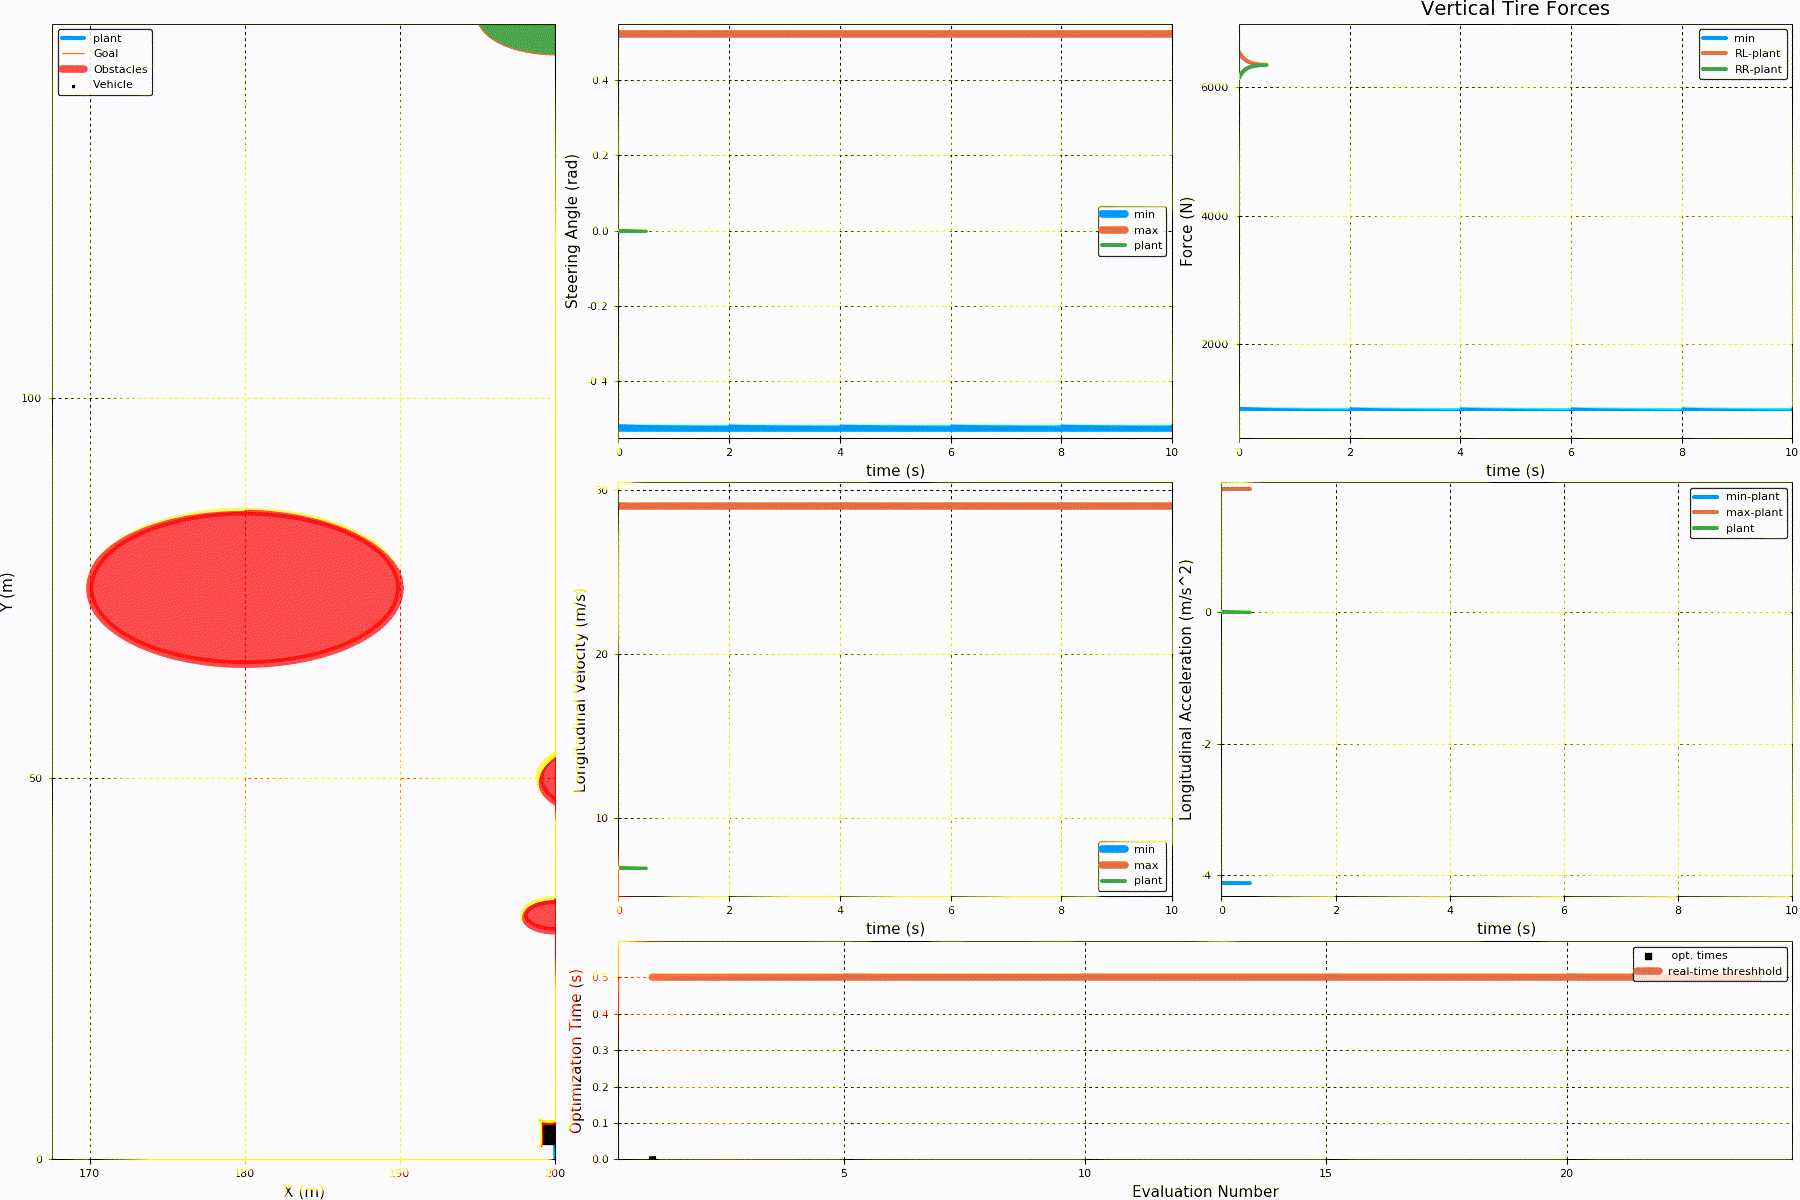 plant
Goal
Obstacles
Vehicle
100
50
0
170
180
190
200
X (m)
Y (m)
0.4
0.2
0.0
-0.2
-0.4
0
2
4
6
8
10
time (s)
Steering Angle (rad)
min
max
plant
Vertical Tire Forces
6000
4000
2000
0
2
4
6
8
10
time (s)
Force (N)
min
RL-plant
RR-plant
30
20
10
0
2
4
6
8
10
time (s)
Longitudinal Velocity (m/s)
min
max
plant
0
-2
-4
0
2
4
6
8
10
time (s)
Longitudinal Acceleration (m/s^2)
min-plant
max-plant
plant
0.5
0.4
0.3
0.2
0.1
0.0
5
10
15
20
Evaluation Number
Optimization Time (s)
opt. times
real-time threshhold